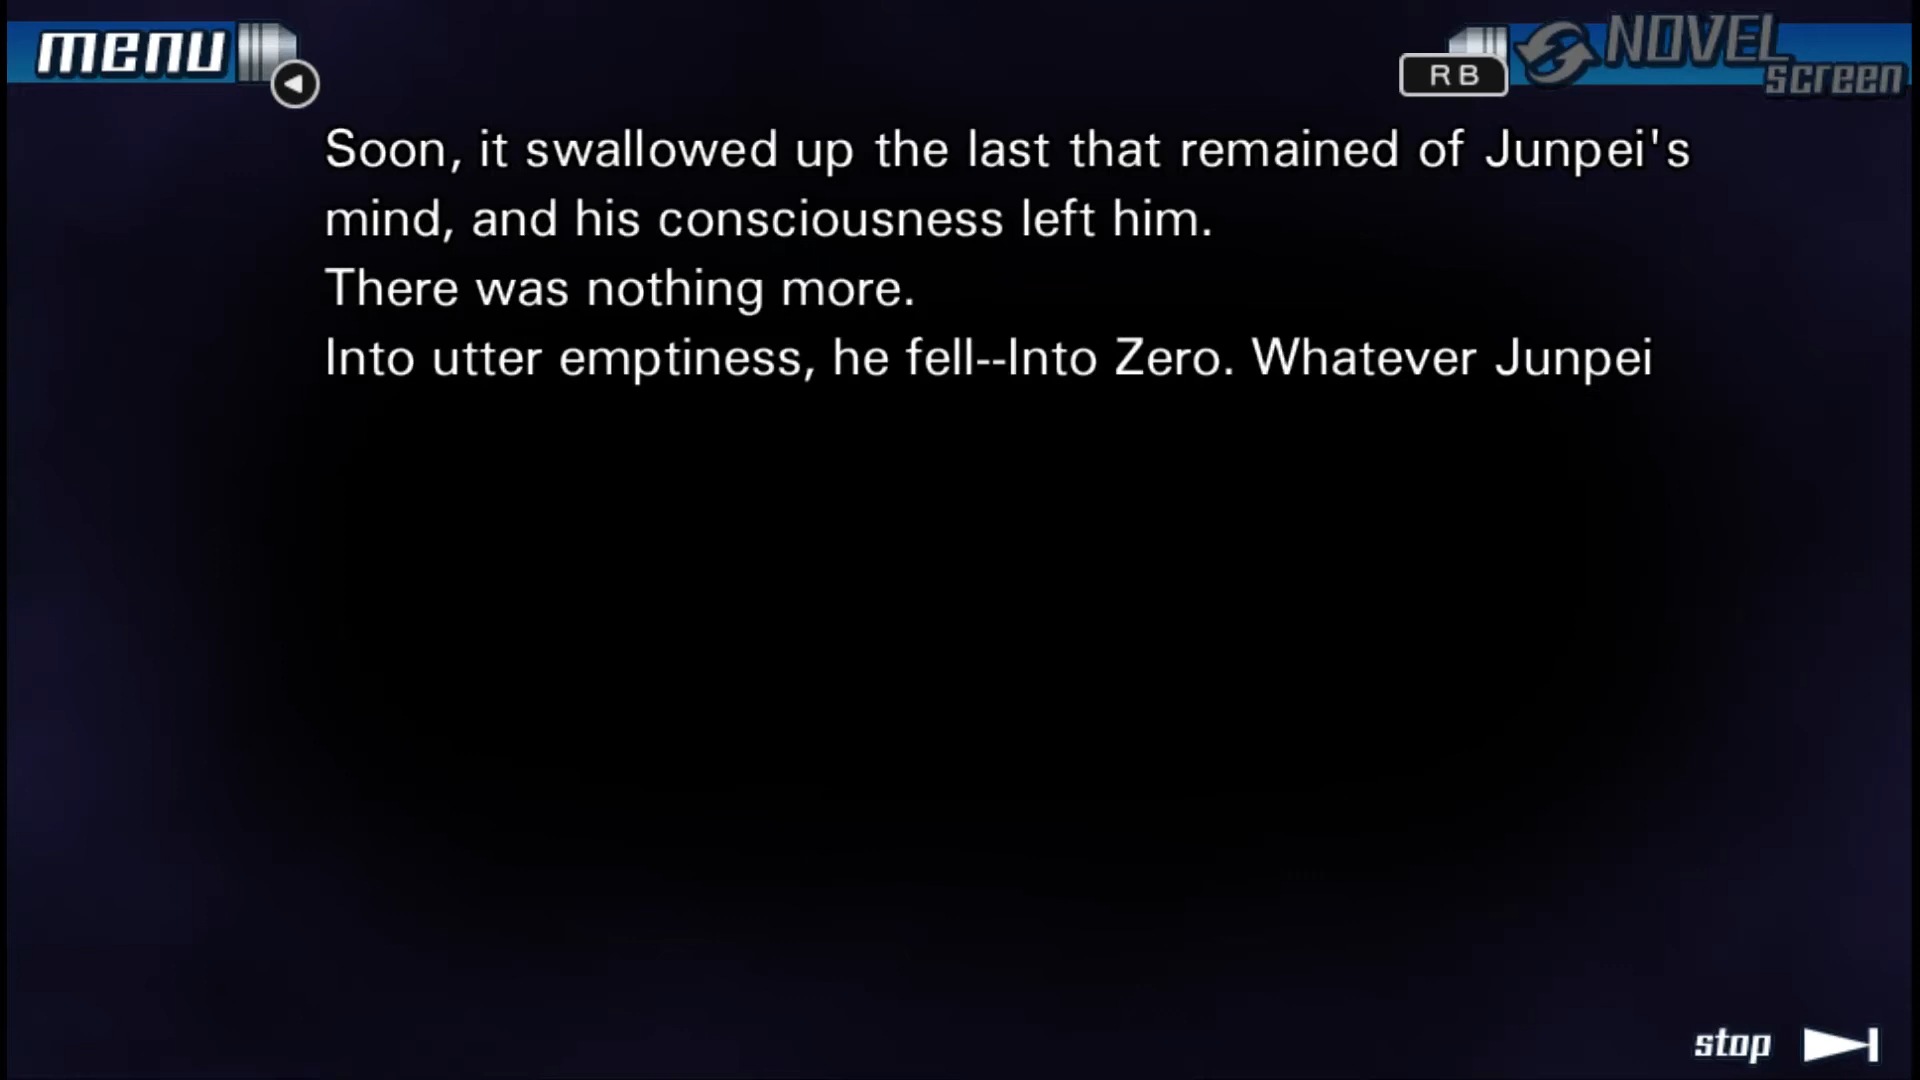 menu
RB
NOVEL
screen
Soon, it swallowed up the last that remained of Junpei's
mind, and his consciousness left him.
There was nothing more.
Into utter emptiness, he fell--Into Zero. Whatever Junpei
stop